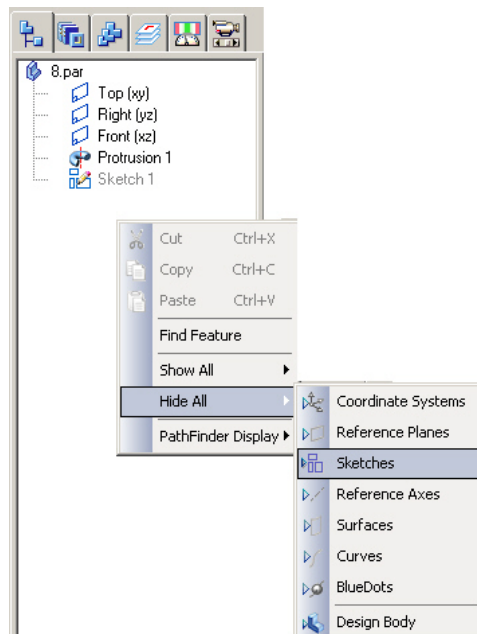 8.par
Top (xy)
Right (yz)
Front (xz)
Protrusion 1
Sketch 1
Cut Ctrl+X
Copy Ctrl+C
Paste Ctrl+V
Find Feature
Show All
Hide All
PathFinder Display
Coordinate Systems
Reference Planes
Sketches
Reference Axes
Surfaces
Curves
BlueDots
Design Body